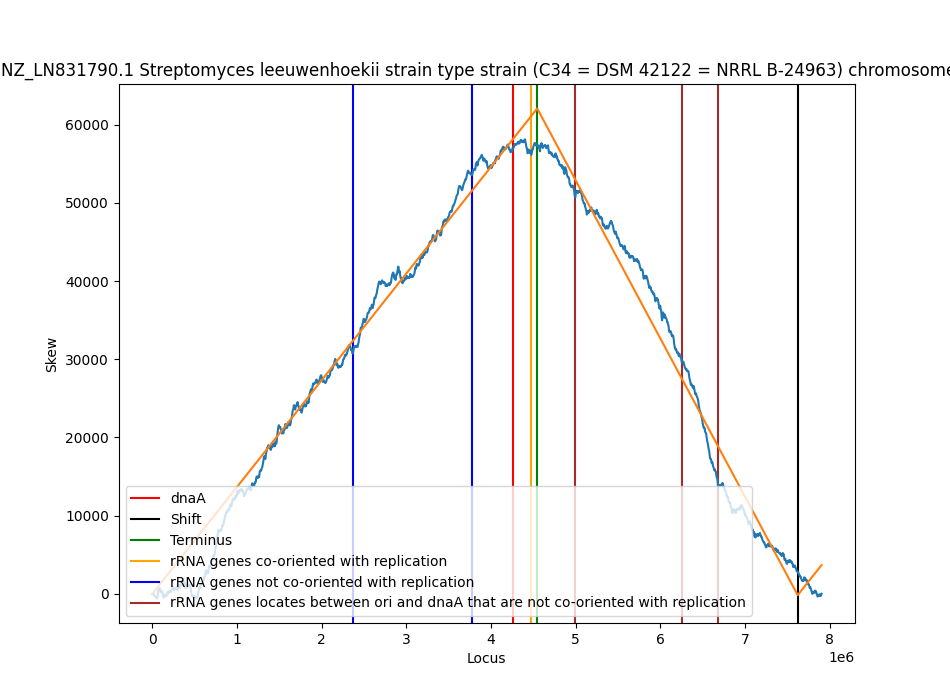 NZ_LN831790.1 Streptomyces leeuwenhoekii strain type strain (C34 = DSM 42122 = NRRL B-24963) chromosome
60000
50000
40000
30000
20000
10000
0
Skew
dnaA
Shift
Terminus
rRNA genes co-oriented with replication
rRNA genes not co-oriented with replication
rRNA genes locates between ori and dnaA that are not co-oriented with replication
0 1 2 3 4 5 6 7 8
1e6
Locus